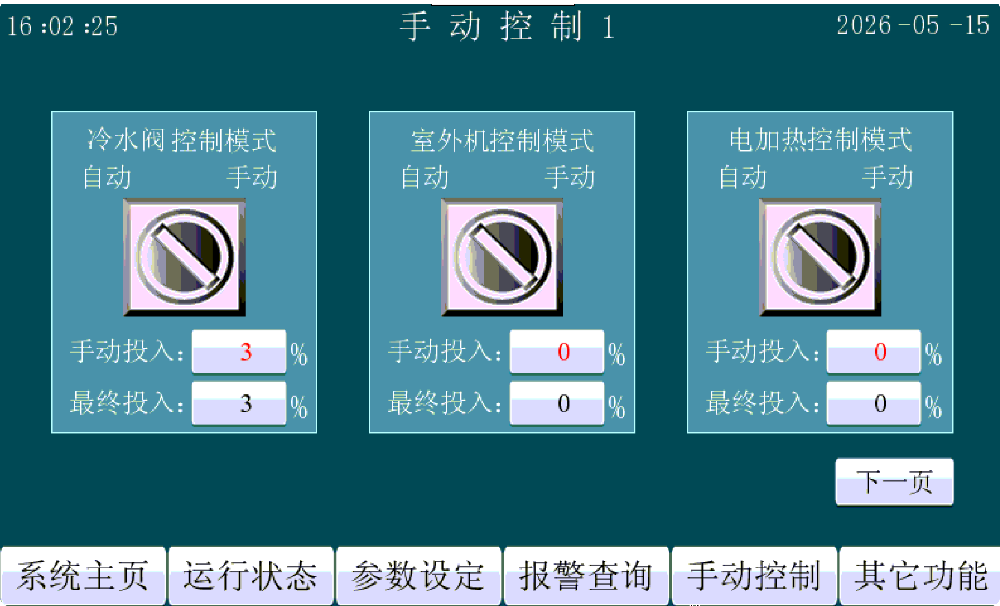 16:02:25 手动控制1 2026-05-15
冷水阀控制模式 室外机控制模式 电加热控制模式
自动 手动 自动 手动 自动 手动
手动投入: 3 % 手动投入: 0 % 手动投入: 0 %
最终投入: 3 % 最终投入: 0 % 最终投入: 0 %
下一页
系统主页 运行状态 参数设定 报警查询 手动控制 其它功能